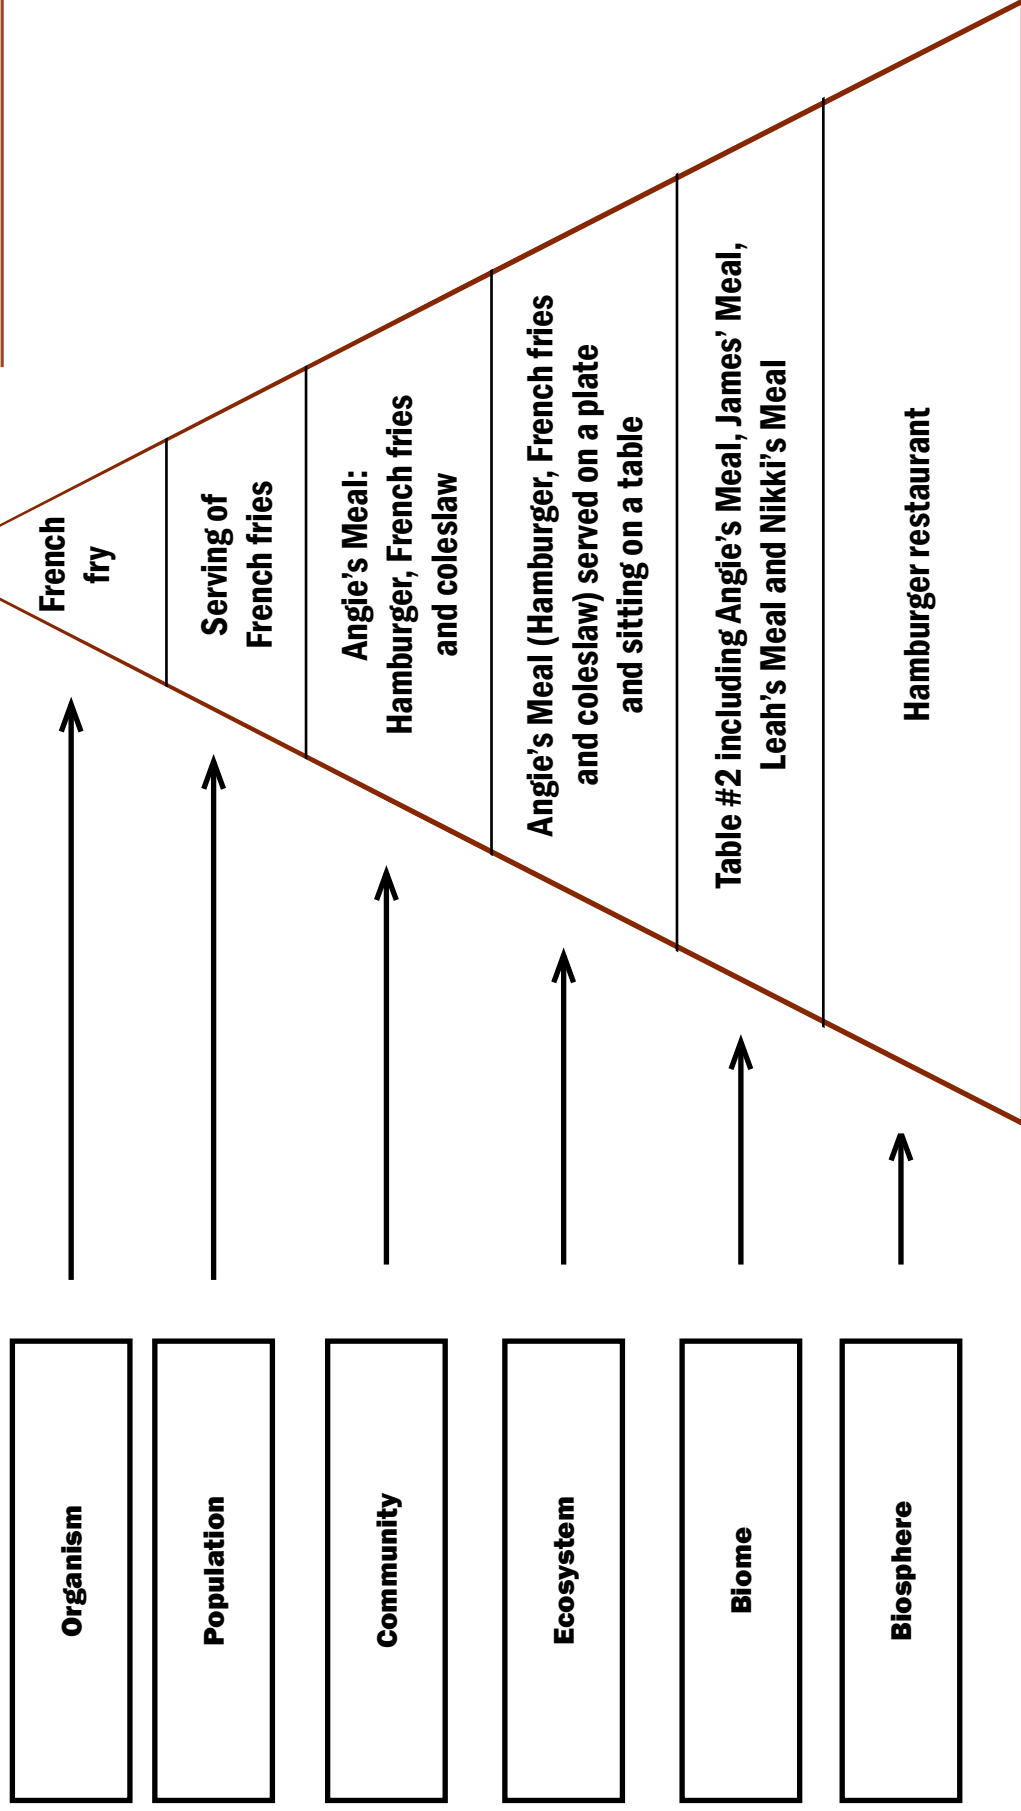 Organism
French
fry
Population
Serving of
French fries
Community
Angie’s Meal:
Hamburger, French fries
and coleslaw
Ecosystem
Angie’s Meal (Hamburger, French fries
and coleslaw) served on a plate
and sitting on a table
Biome
Table #2 including Angie’s Meal, James’ Meal,
Leah’s Meal and Nikki’s Meal
Biosphere
Hamburger restaurant